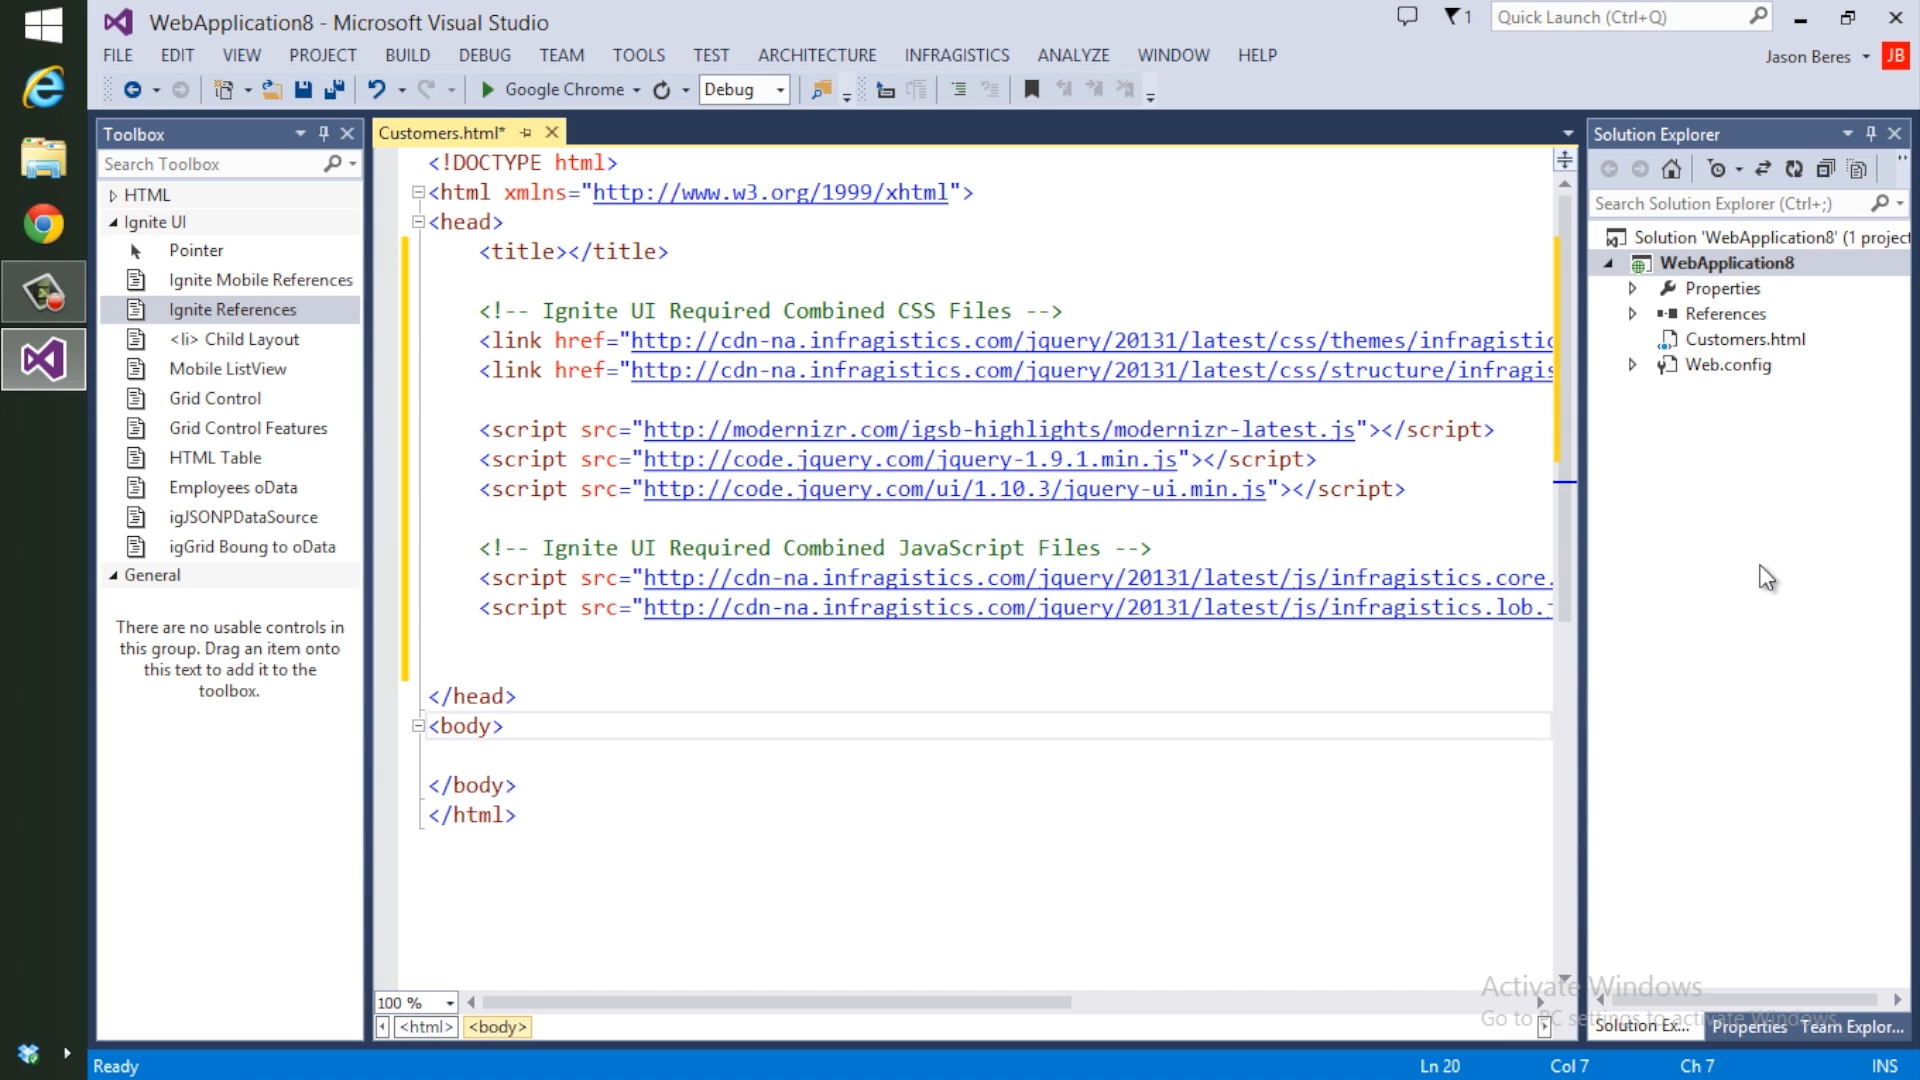 WebApplication8 - Microsoft Visual Studio
1
Quick Launch (Ctrl+Q)
FILE EDIT VIEW PROJECT BUILD DEBUG TEAM TOOLS TEST ARCHITECTURE INFRAGISTICS ANALYZE WINDOW HELP
Jason Beres
JB
Google Chrome
Debug
Toolbox
Search Toolbox
HTML
Ignite UI
Pointer
Ignite Mobile References
Ignite References
<li> Child Layout
Mobile ListView
Grid Control
Grid Control Features
HTML Table
Employees oData
igJSONPDataSource
igGrid Boung to oData
General
There are no usable controls in
this group. Drag an item onto
this text to add it to the
toolbox.
Customers.html*
<!DOCTYPE html>
<html xmlns="http://www.w3.org/1999/xhtml">
<head>
<title></title>
<!-- Ignite UI Required Combined CSS Files -->
<link href="http://cdn-na.infragistics.com/jquery/20131/latest/css/themes/infragistic
<link href="http://cdn-na.infragistics.com/jquery/20131/latest/css/structure/infragis
<script src="http://modernizr.com/igsb-highlights/modernizr-latest.js"></script>
<script src="http://code.jquery.com/jquery-1.9.1.min.js"></script>
<script src="http://code.jquery.com/ui/1.10.3/jquery-ui.min.js"></script>
<!-- Ignite UI Required Combined JavaScript Files -->
<script src="http://cdn-na.infragistics.com/jquery/20131/latest/js/infragistics.core.
<script src="http://cdn-na.infragistics.com/jquery/20131/latest/js/infragistics.lob.
</head>
<body>
</body>
</html>
100 %
<html> <body>
Solution Explorer
Search Solution Explorer (Ctrl+;)
Solution 'WebApplication8' (1 project
WebApplication8
Properties
References
Customers.html
Web.config
Activate Windows
Go to PC settings to activate Windows.
Solution Ex... Properties Team Explor...
Ready
Ln 20
Col 7
Ch 7
INS